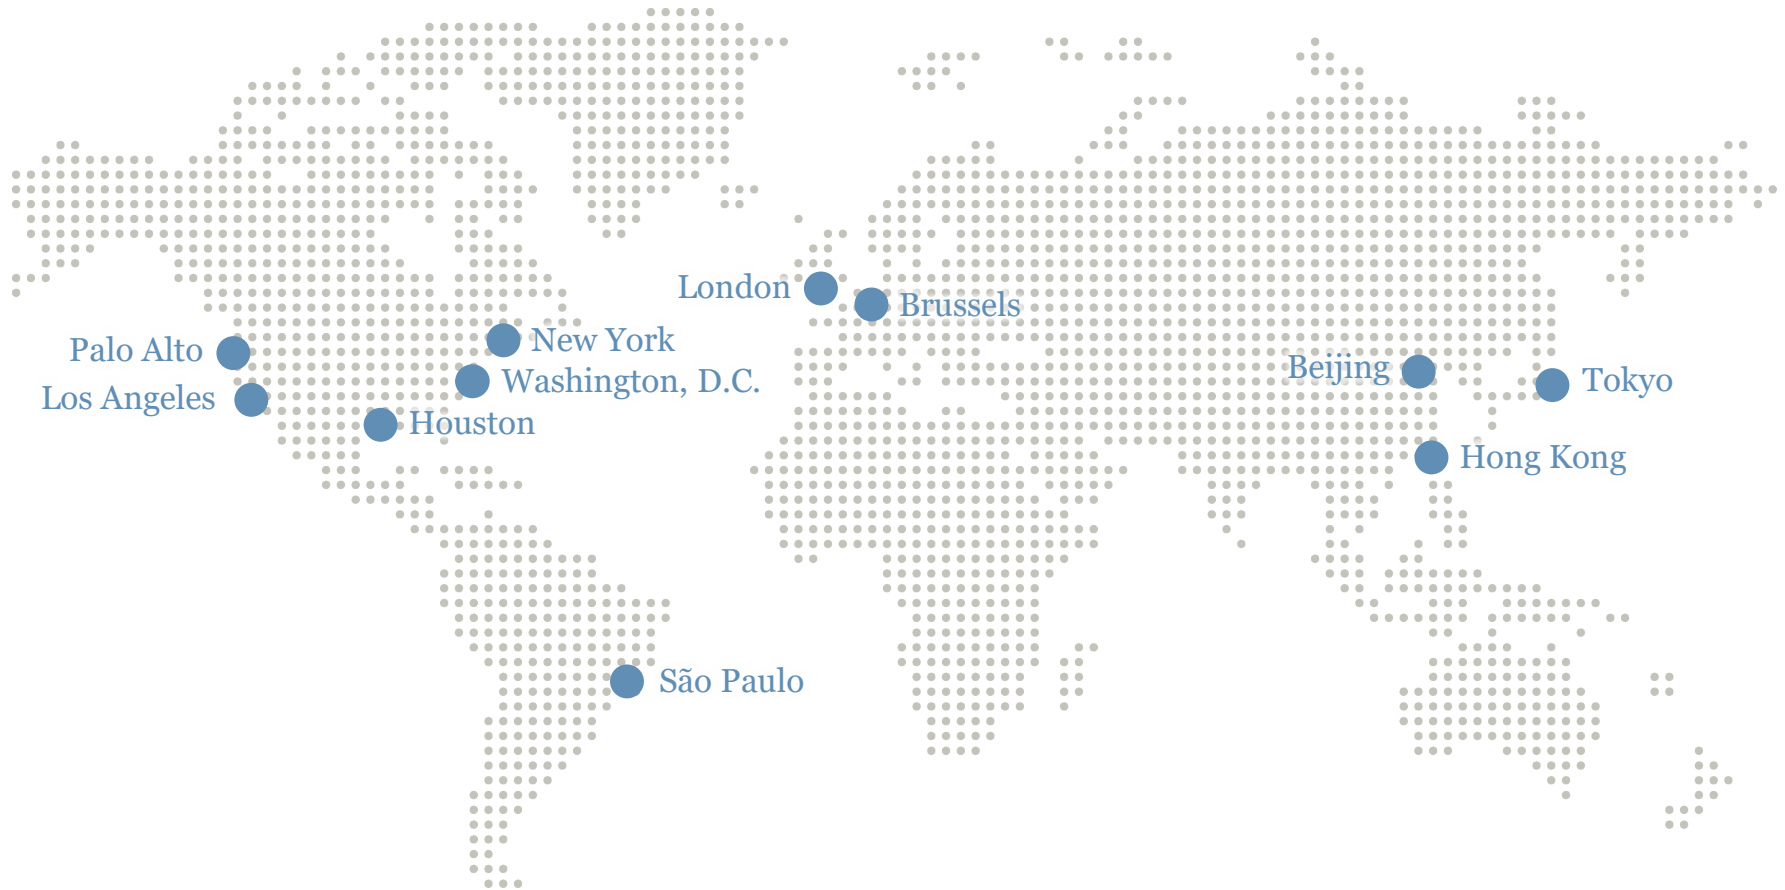 London
Brussels
New York
Palo Alto
Beijing
Washington, D.C.
Tokyo
Los Angeles
Houston
Hong Kong
São Paulo